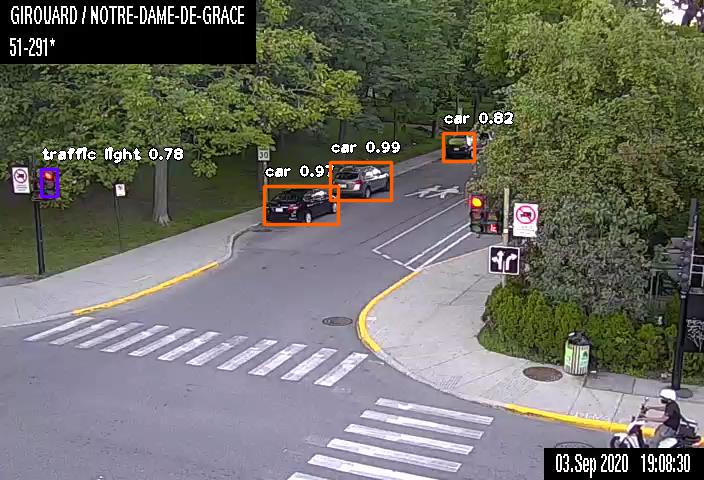 GIROUARD / NOTRE-DAME-DE-GRACE
51-291*
car 0.82
car 0.99
traffic light 0.78
car 0.97
30
03.Sep 2020 19:08:30